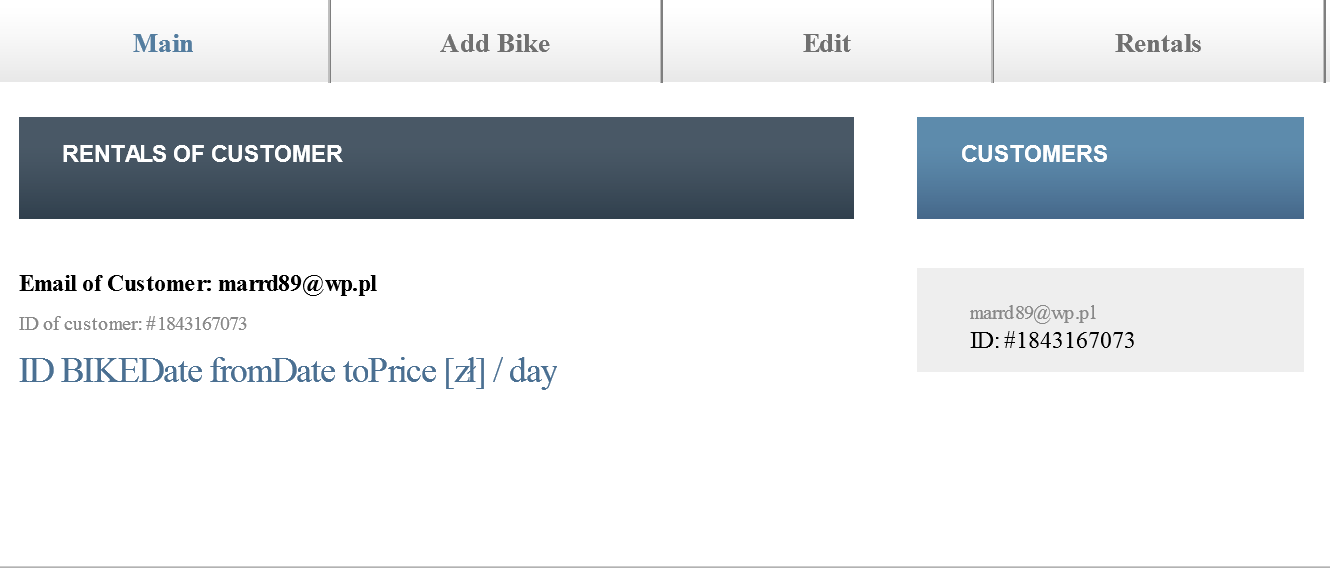 Main
Add Bike
Edit
Rentals
RENTALS OF CUSTOMER
CUSTOMERS
Email of Customer: marrd89@wp.pl
ID of customer: #1843167073
ID BIKEDate fromDate toPrice [zł] / day
marrd89@wp.pl
ID: #1843167073